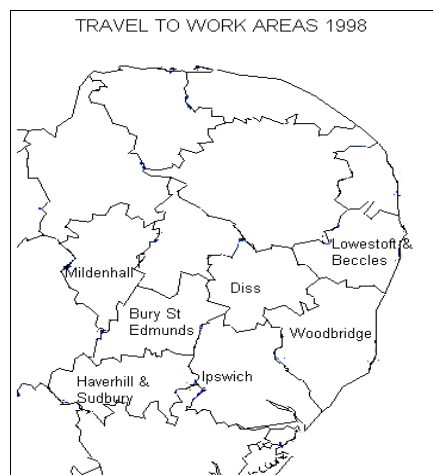 TRAVEL TO WORK AREAS 1998
Lowestoft &
Beccles
Mildenhall
Diss
Bury St
Edmunds
Woodbridge
Haverhill &
Sudbury
Ipswich